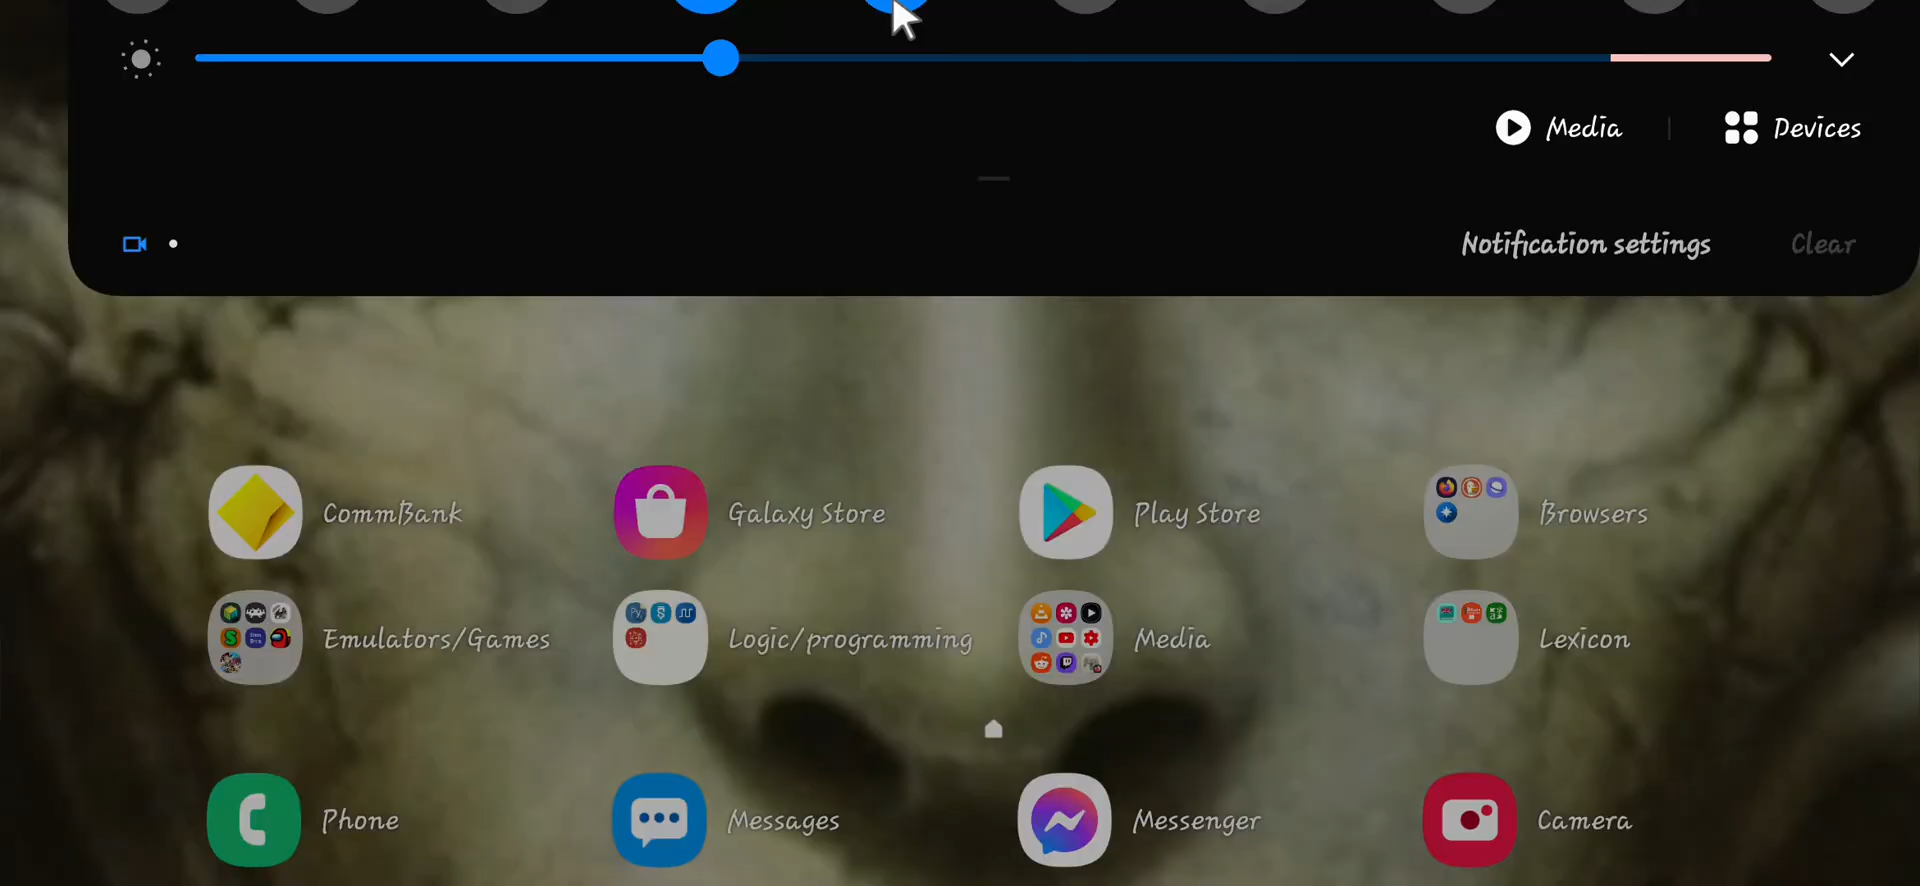 Media
Devices
Notification settings
Clear
CommBank
Galaxy Store
Play Store
Browsers
Emulators/Games
Logic/programming
Media
Lexicon
Phone
Messages
Messenger
Camera